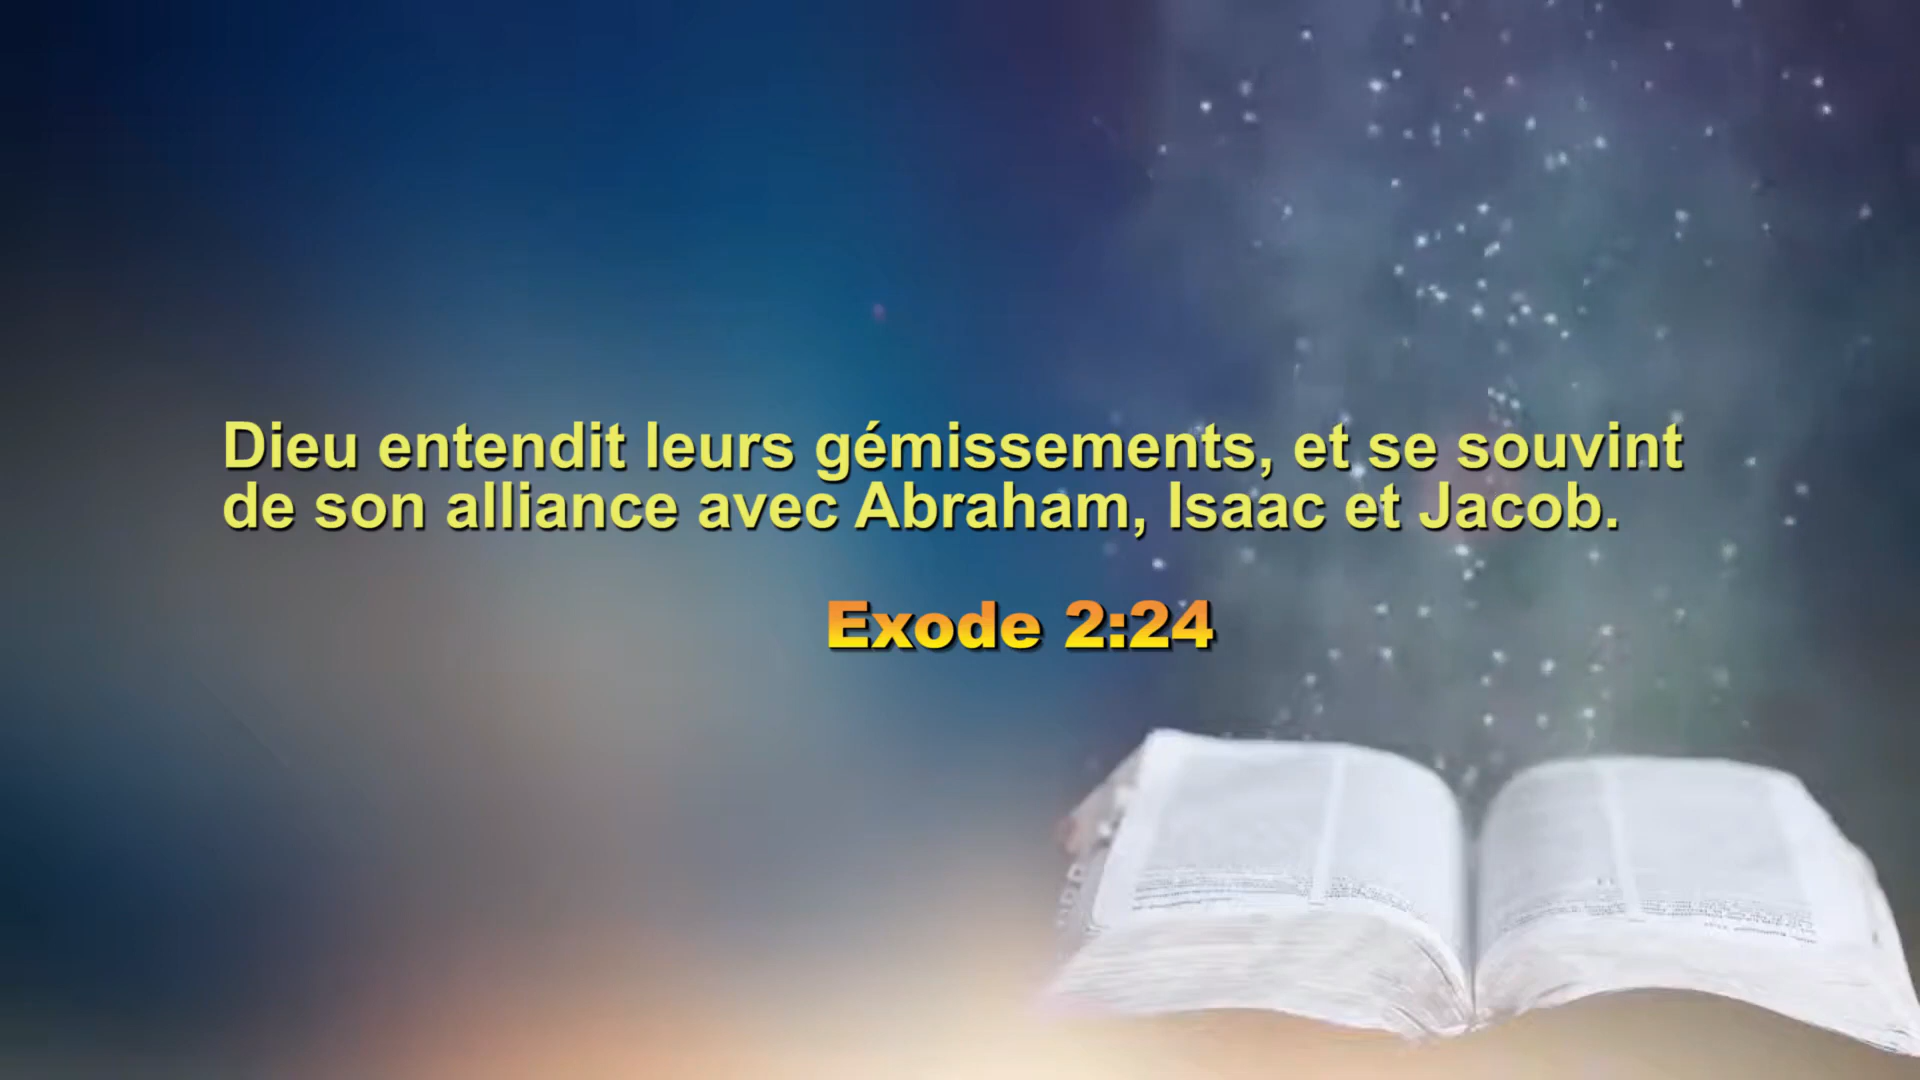 Dieu entendit leurs gémissements, et se souvint
de son alliance avec Abraham, Isaac et Jacob.
Exode 2:24